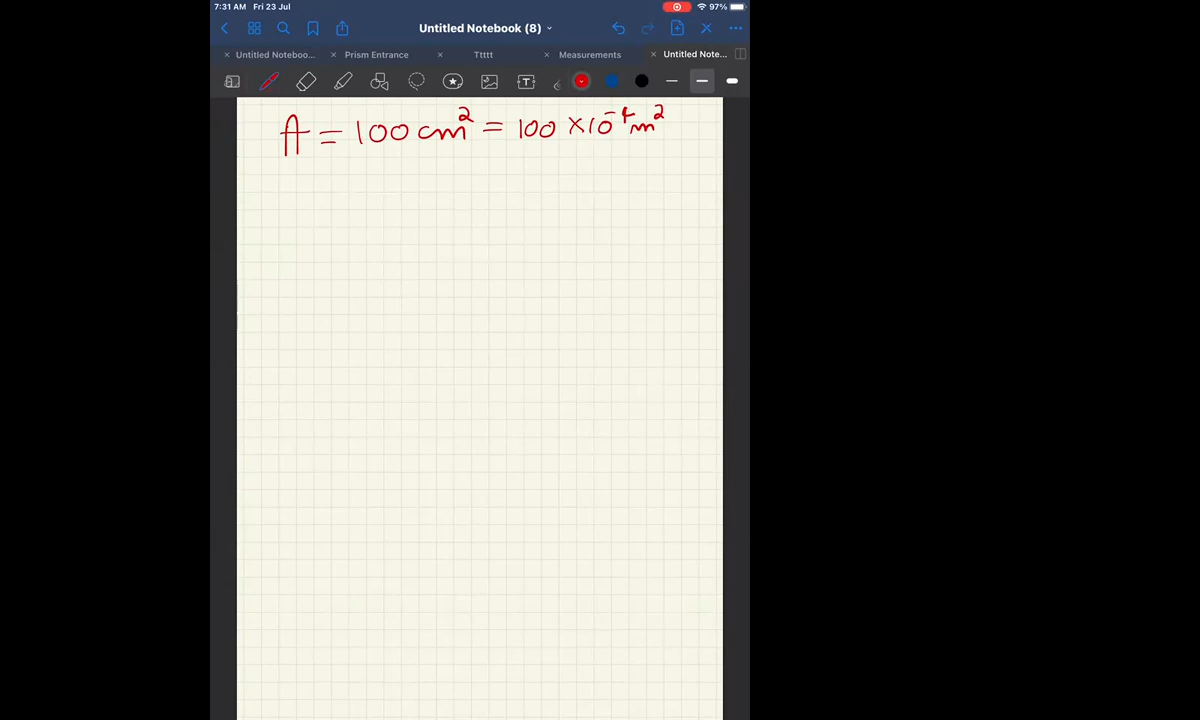 7:31 AM Fri 23 Jul 97%
Untitled Notebook (8)
Untitled Noteboo... Prism Entrance Ttttt Measurements Untitled Note...
T
A = 100 cm² = 100 ×10⁻⁴ m²